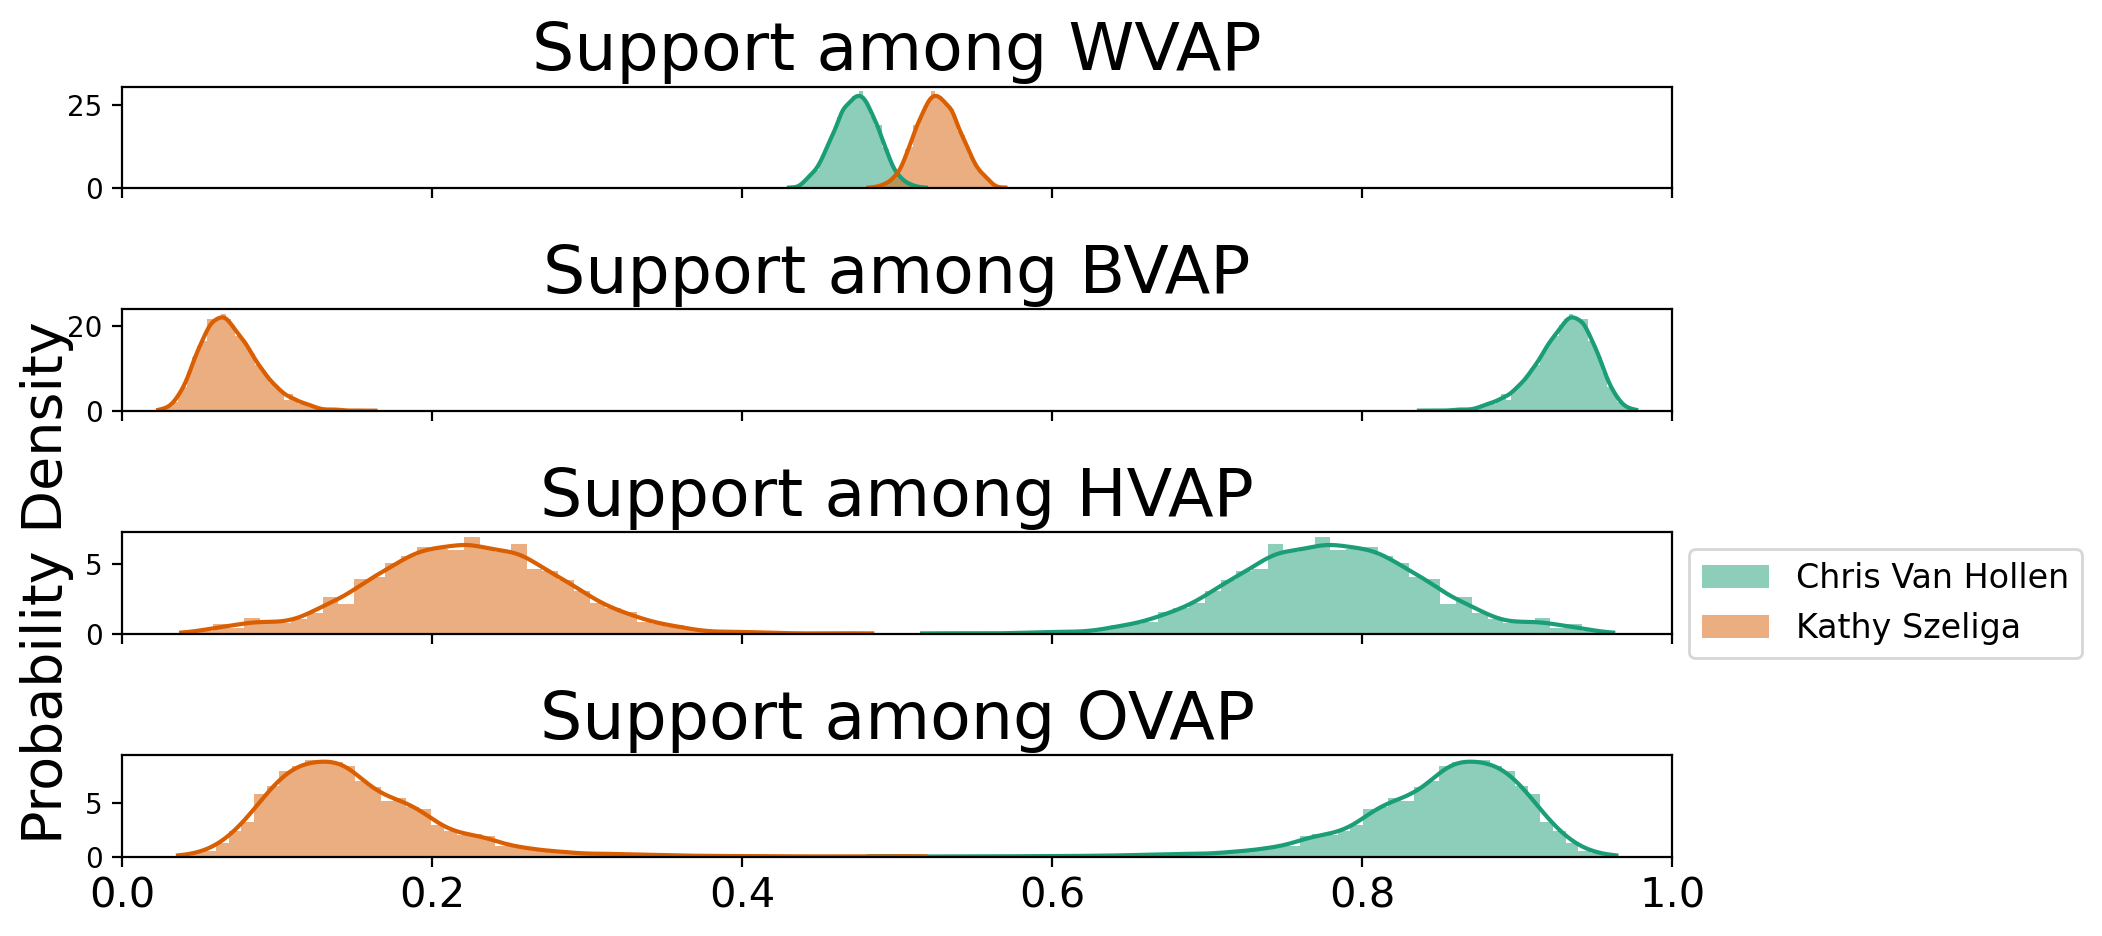 Support among WVAP
25
0
Support among BVAP
20
0
Support among HVAP
5
0
Support among OVAP
5
0
0.0 0.2 0.4 0.6 0.8 1.0
Probability Density
Chris Van Hollen
Kathy Szeliga